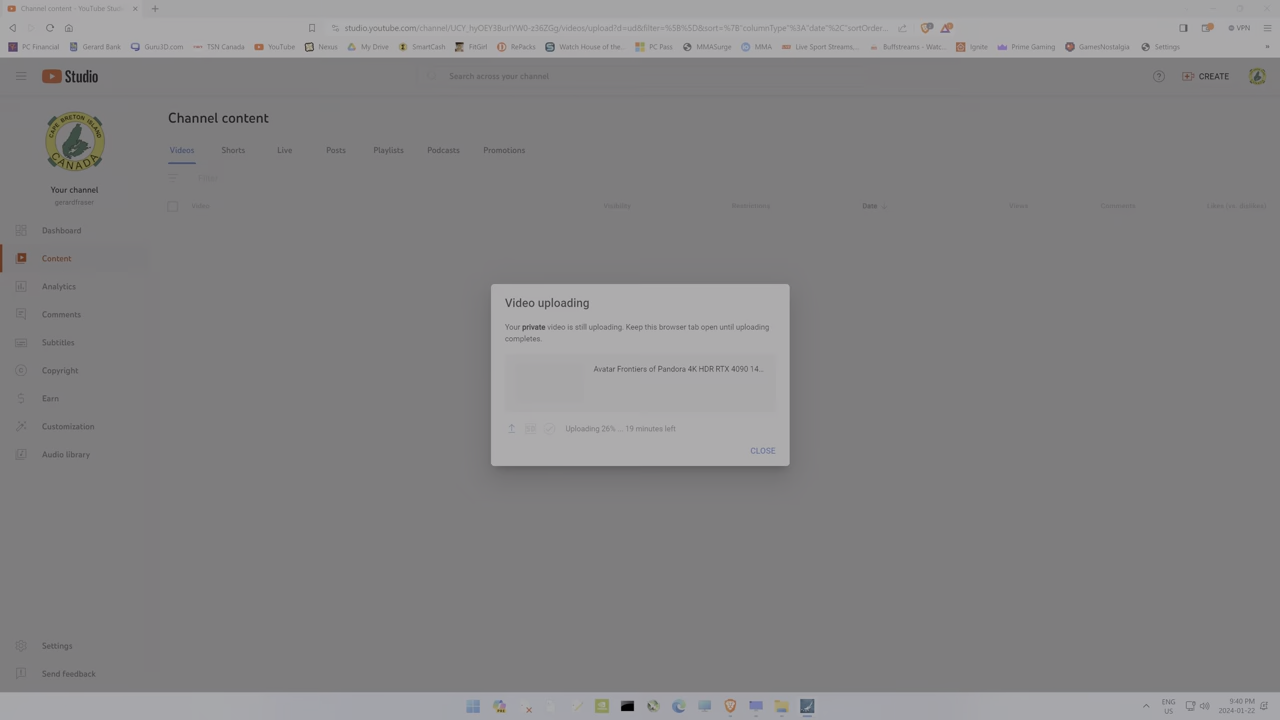 Channel content - YouTube Studio
studio.youtube.com/channel/UCY_hyOEY3BuHYW0-s36ZGg/videos/upload?d=ud&filter=%5B%5D&sort=%7B"columnType"%3A"date"%2C"sortOrder...
VPN
PC Financial
Gerard Bank
Guru3D.com
TSN Canada
YouTube
Nexus
My Drive
SmartCash
FitGirl
RePacks
Watch House of the...
PC Pass
MMASurge
MMA
Live Sport Streams...
Buffstreams - Watc...
Ignite
Prime Gaming
GamesNostalgia
Settings
Studio
Search across your channel
CREATE
CAPE BRETON ISLAND
CANADA
Your channel
gerardfraser
Dashboard
Content
Analytics
Comments
Subtitles
Copyright
Earn
Customization
Audio library
Settings
Send feedback
Channel content
Videos
Shorts
Live
Posts
Playlists
Podcasts
Promotions
Filter
Video
Visibility
Restrictions
Date
Views
Comments
Likes (vs. dislikes)
Video uploading
Your private video is still uploading. Keep this browser tab open until uploading
completes.
Avatar Frontiers of Pandora 4K HDR RTX 4090 14...
Uploading 26% ... 19 minutes left
CLOSE
ENG
US
9:40 PM
2024-01-22